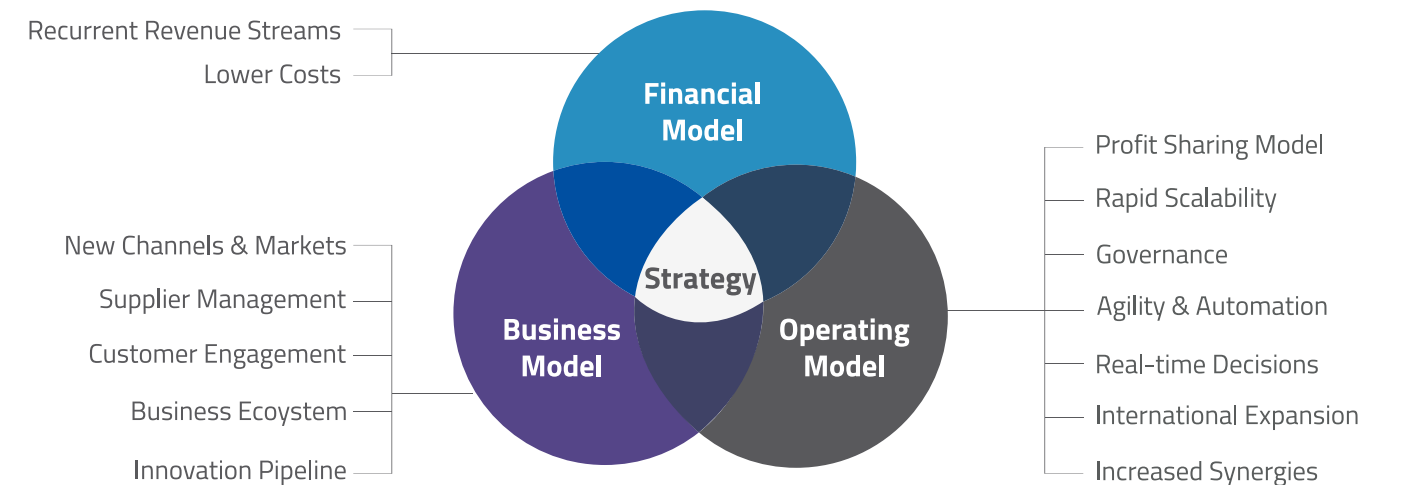 Recurrent Revenue Streams
Lower Costs
Financial
Model
New Channels & Markets
Supplier Management
Customer Engagement
Business Ecoystem
Innovation Pipeline
Strategy
Business
Model
Operating
Model
Profit Sharing Model
Rapid Scalability
Governance
Agility & Automation
Real-time Decisions
International Expansion
Increased Synergies